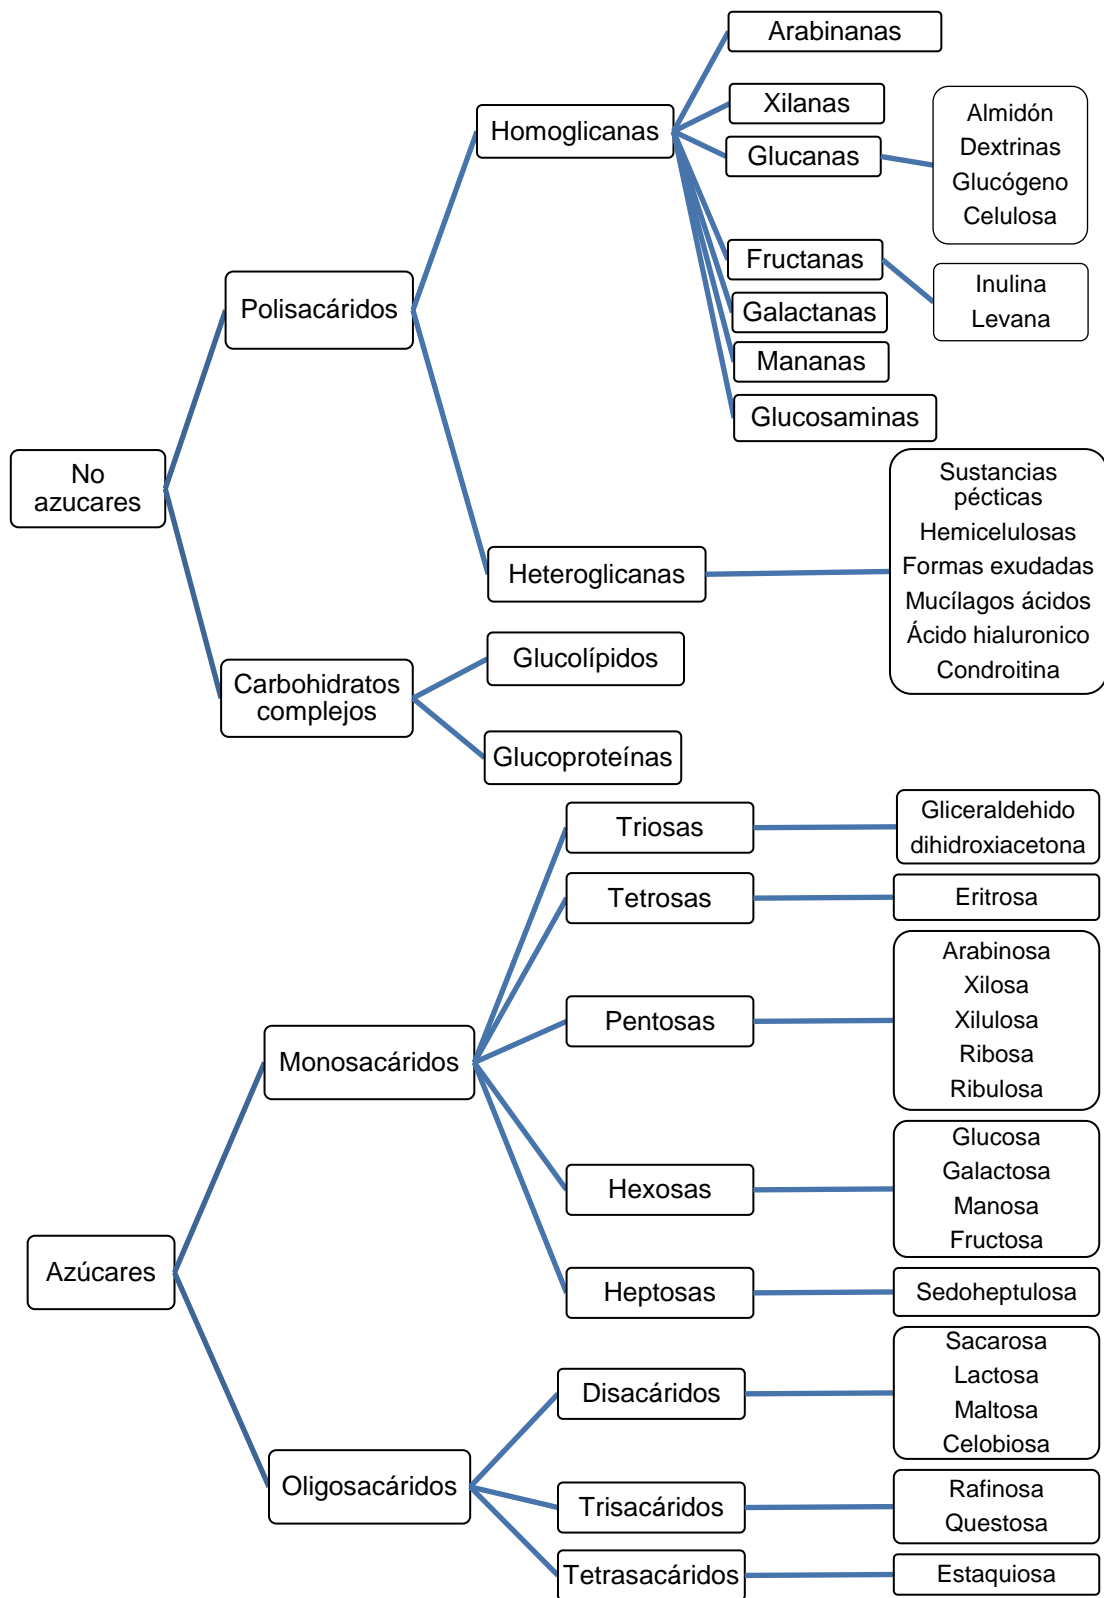 No
azucares
Polisacáridos
Homoglicanas
Arabinanas
Xilanas
Glucanas
Almidón
Dextrinas
Glucógeno
Celulosa
Fructanas
Inulina
Levana
Galactanas
Mananas
Glucosaminas
Heteroglicanas
Sustancias
pécticas
Hemicelulosas
Formas exudadas
Mucílagos ácidos
Ácido hialuronico
Condroitina
Carbohidratos
complejos
Glucolípidos
Glucoproteínas
Azúcares
Monosacáridos
Triosas
Gliceraldehido
dihidroxiacetona
Tetrosas
Eritrosa
Pentosas
Arabinosa
Xilosa
Xilulosa
Ribosa
Ribulosa
Hexosas
Glucosa
Galactosa
Manosa
Fructosa
Heptosas
Sedoheptulosa
Oligosacáridos
Disacáridos
Sacarosa
Lactosa
Maltosa
Celobiosa
Trisacáridos
Rafinosa
Questosa
Tetrasacáridos
Estaquiosa